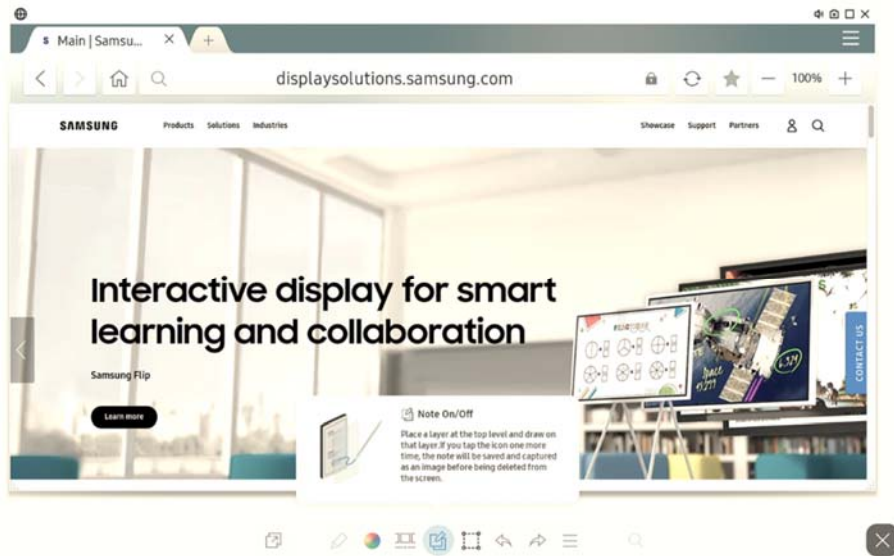 S Main | Samsu...
displaysolutions.samsung.com
100%
SAMSUNG Products Solutions Industries Showcase Support Partners
Interactive display for smart
learning and collaboration
Samsung Flip
Learn more
CONTACT US
FRACTIONS
Space
Note On/Off
Place a layer at the top level and draw on
that layer.If you tap the icon one more
time, the note will be saved and captured
as an image before being deleted from
the screen.